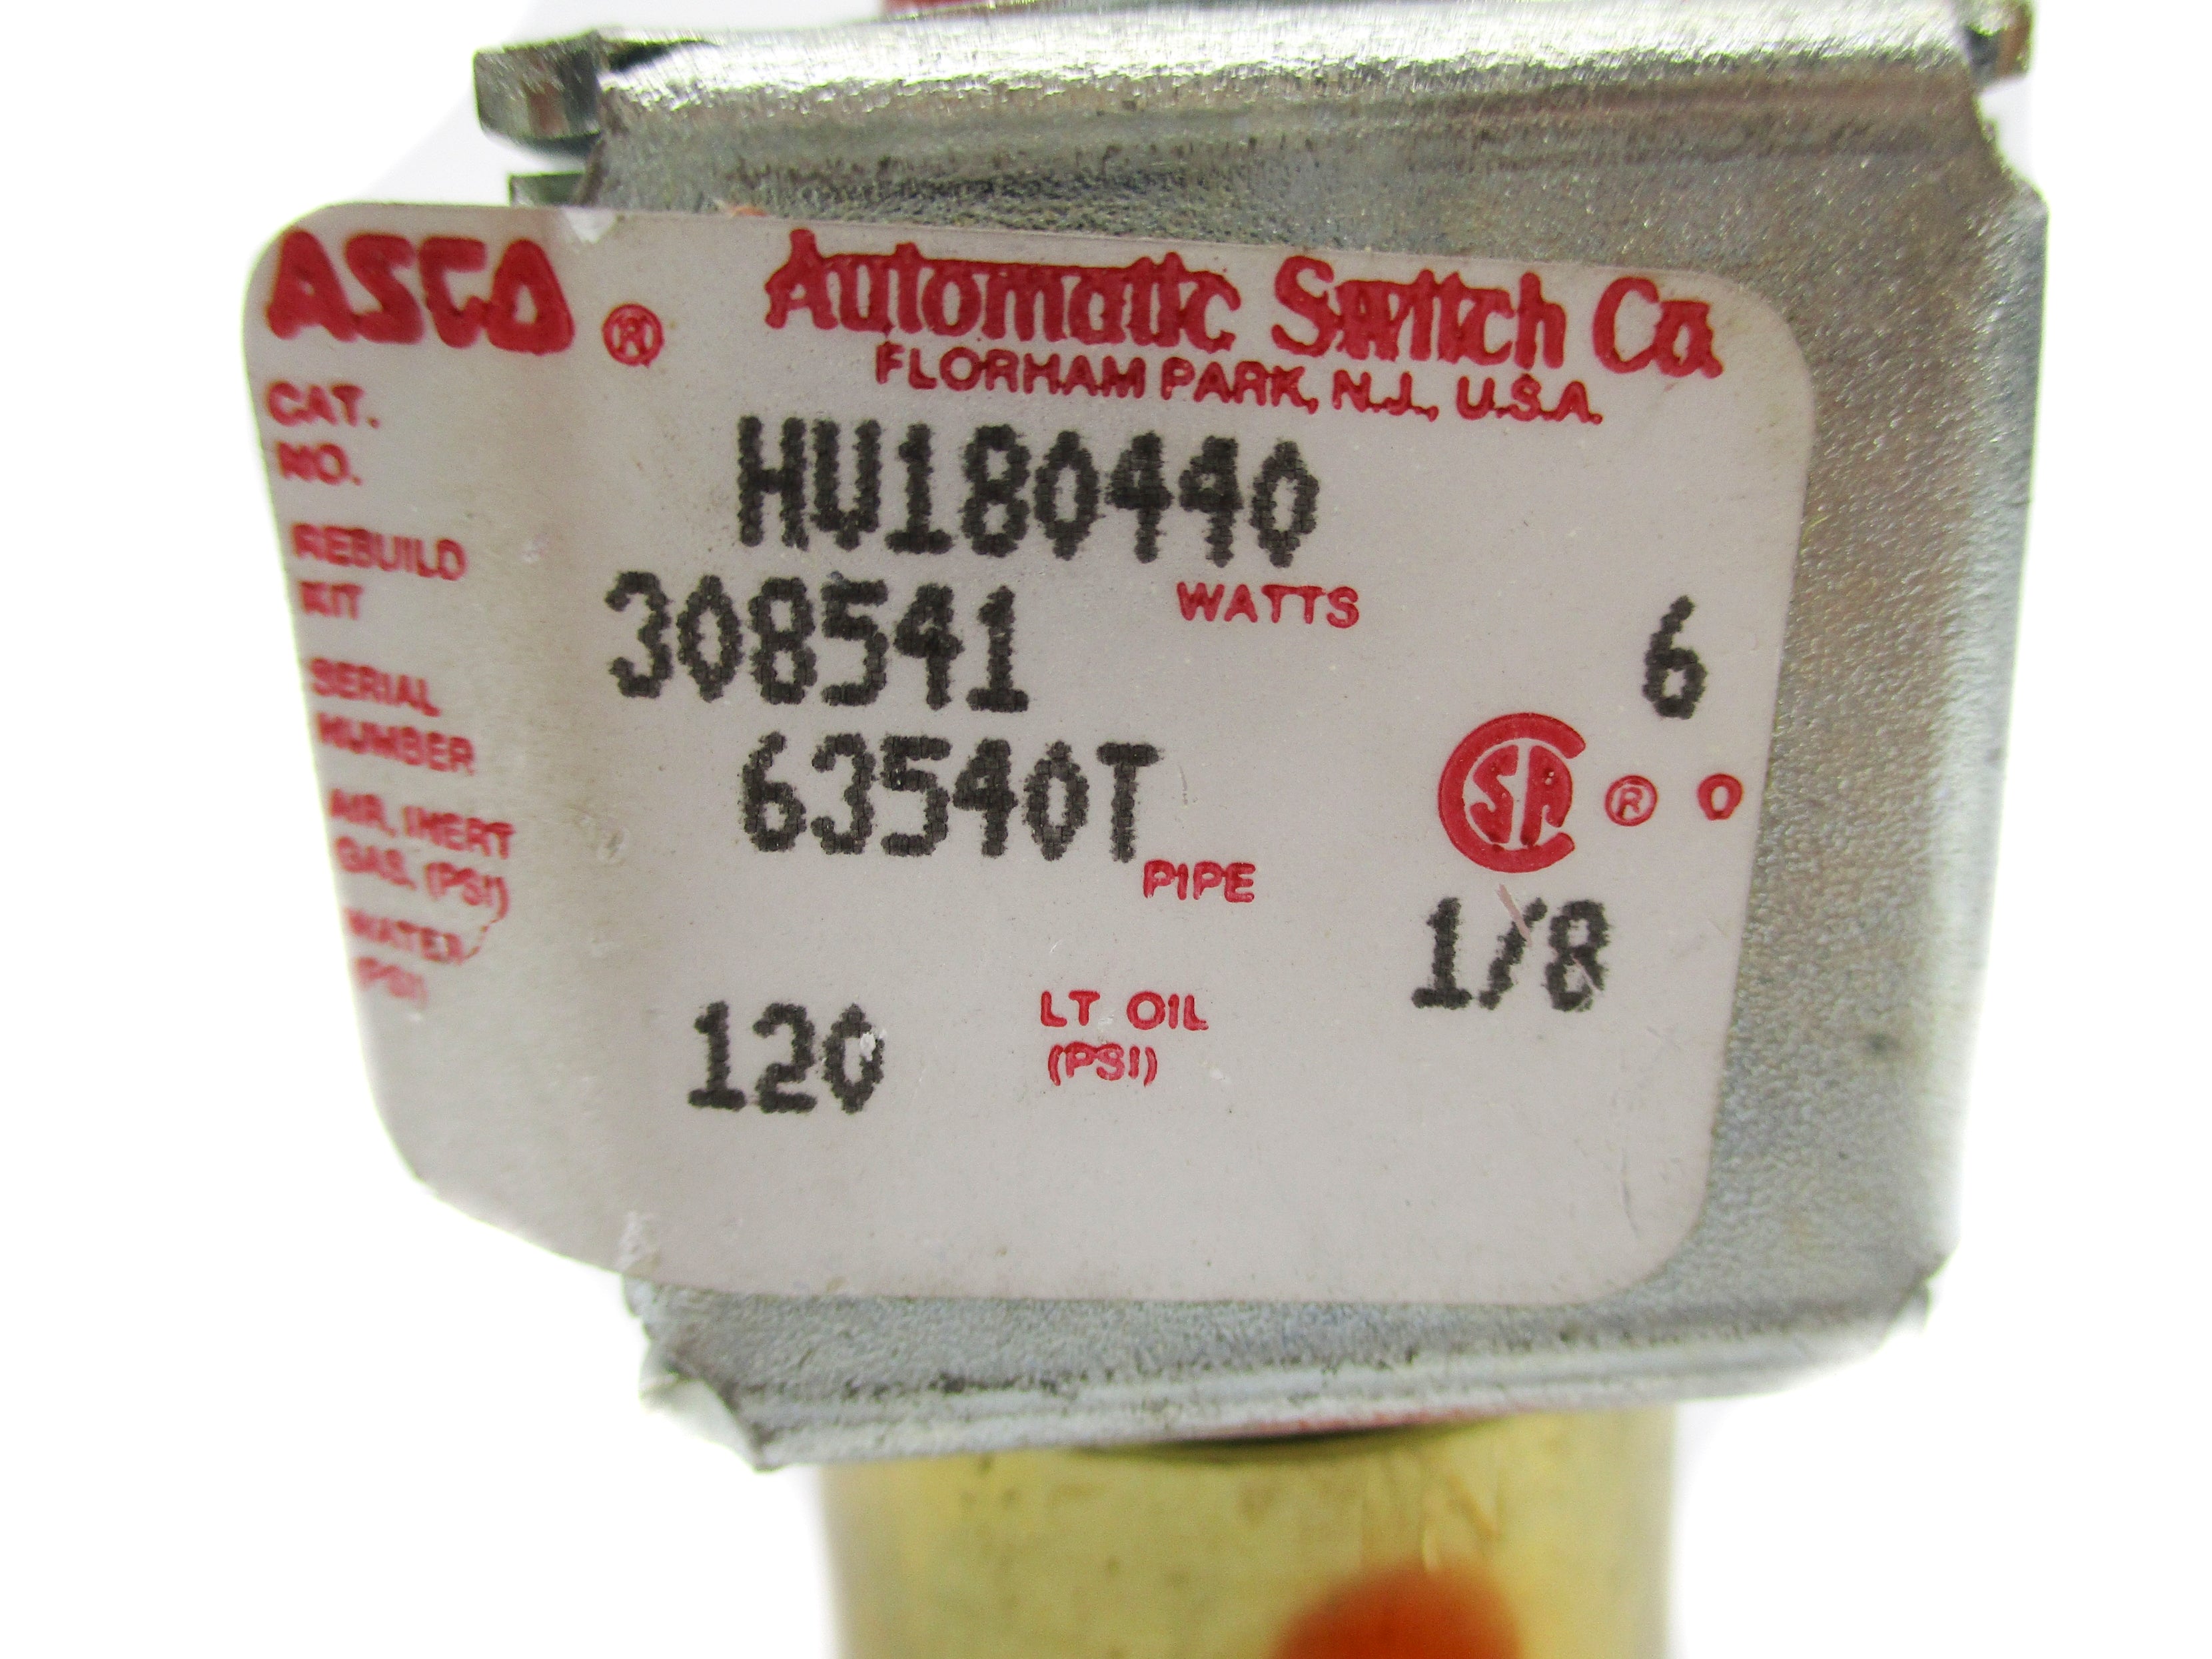 ASCO ® Automatic Switch Co.
FLORHAM PARK, N.J., U.S.A.
CAT.
NO. HV180440
REBUILD
KIT 308541 WATTS 6
SERIAL
NUMBER 63540T
CSA ® O
AIR, INERT
GAS. (PSI) PIPE 1/8
WATER
(PSI) 120 LT OIL
(PSI)